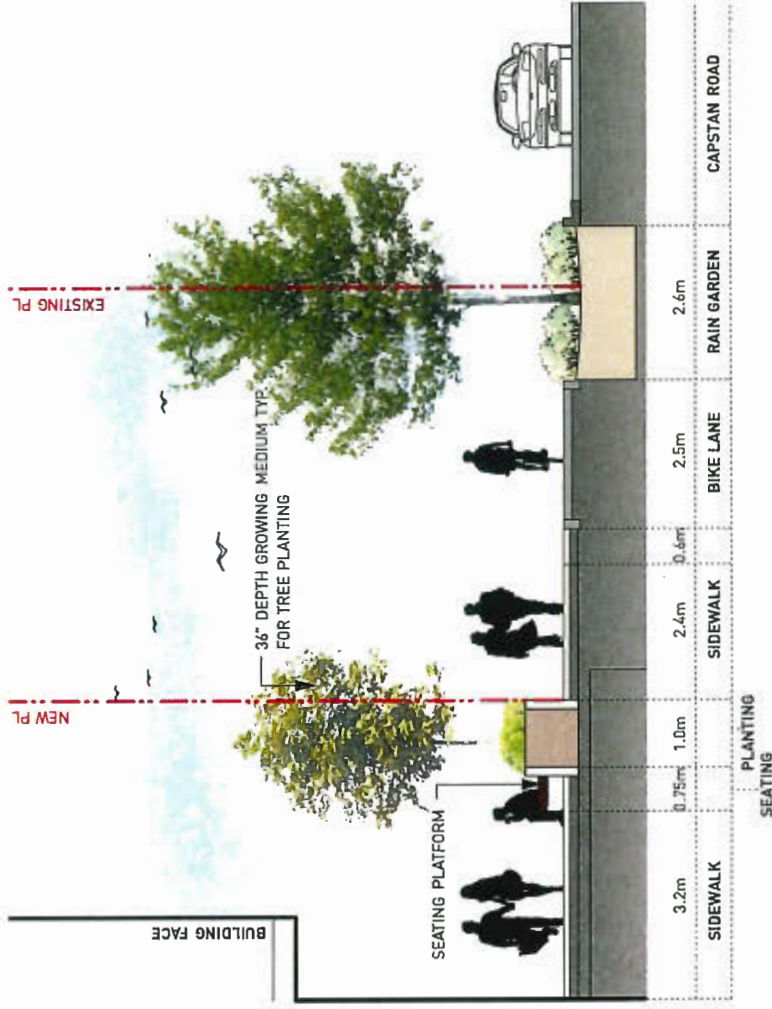 BUILDING FACE
NEW PL
EXISTING PL
36" DEPTH GROWING MEDIUM TYP.
FOR TREE PLANTING
SEATING PLATFORM
3.2m
0.75m
1.0m
2.4m
0.6m
2.5m
2.6m
SIDEWALK
SIDEWALK
BIKE LANE
RAIN GARDEN
CAPSTAN ROAD
PLANTING
SEATING